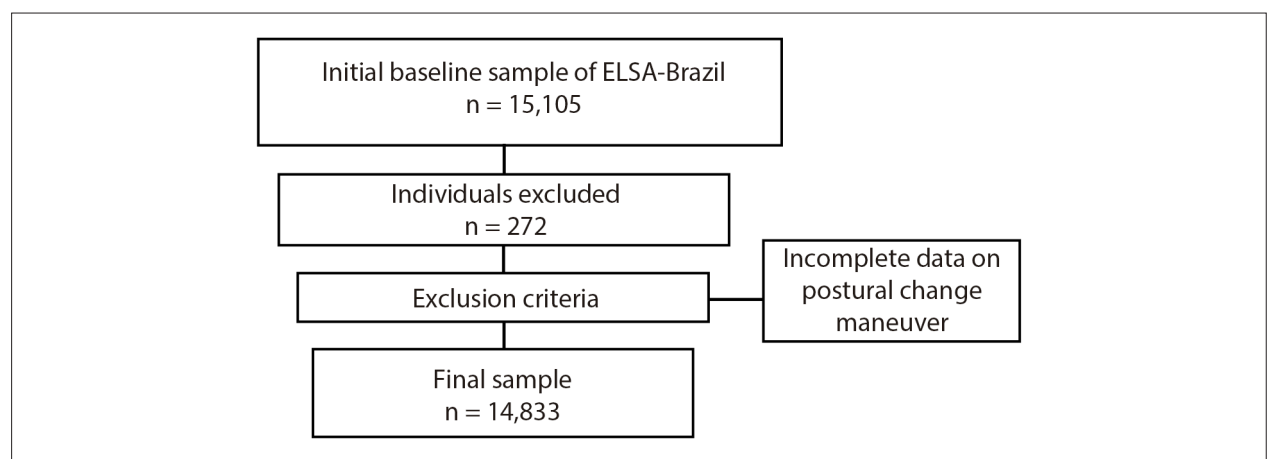 Initial baseline sample of ELSA-Brazil
n = 15,105
Individuals excluded
n = 272
Exclusion criteria
Incomplete data on
postural change
maneuver
Final sample
n = 14,833